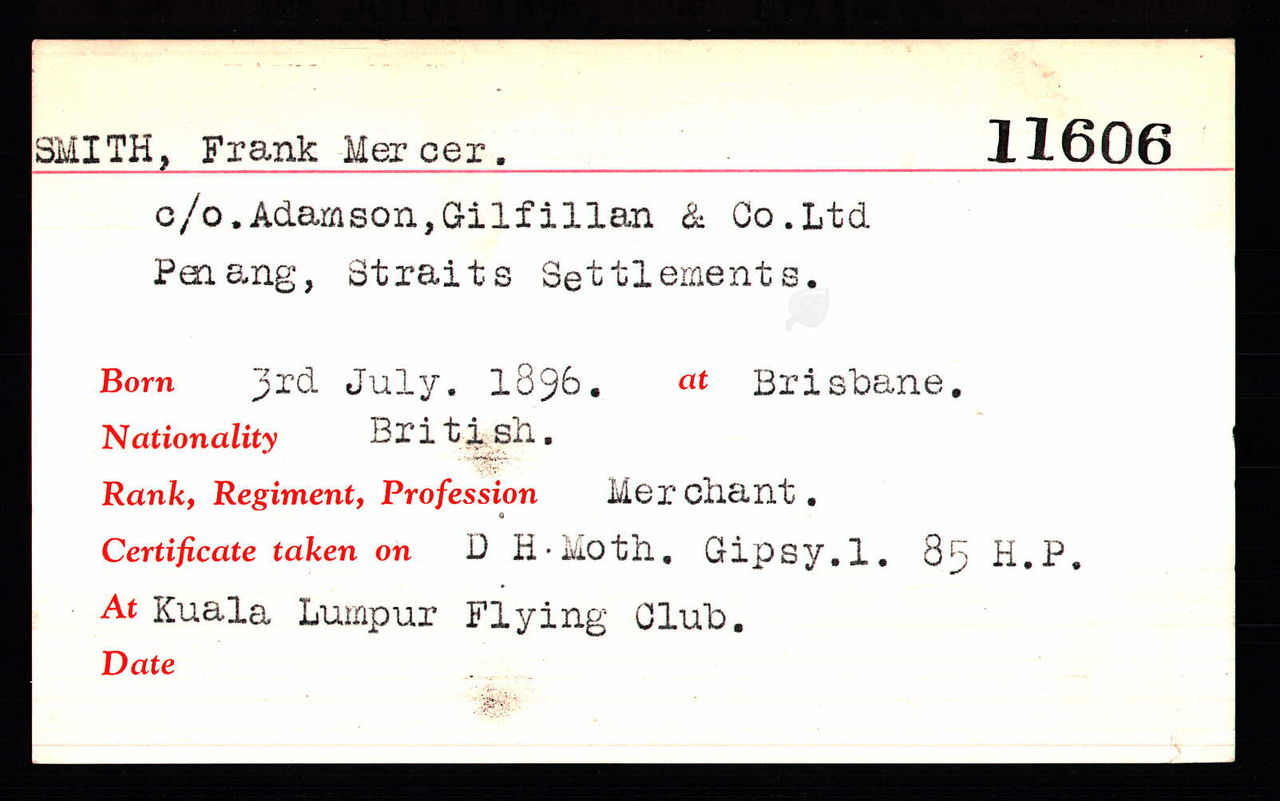 SMITH, Frank Mercer. 11606
c/o.Adamson,Gilfillan & Co.Ltd
Penang, Straits Settlements.
Born 3rd July. 1896. at Brisbane.
Nationality British.
Rank, Regiment, Profession Merchant.
Certificate taken on D H.Moth. Gipsy.1. 85 H.P.
At Kuala Lumpur Flying Club.
Date